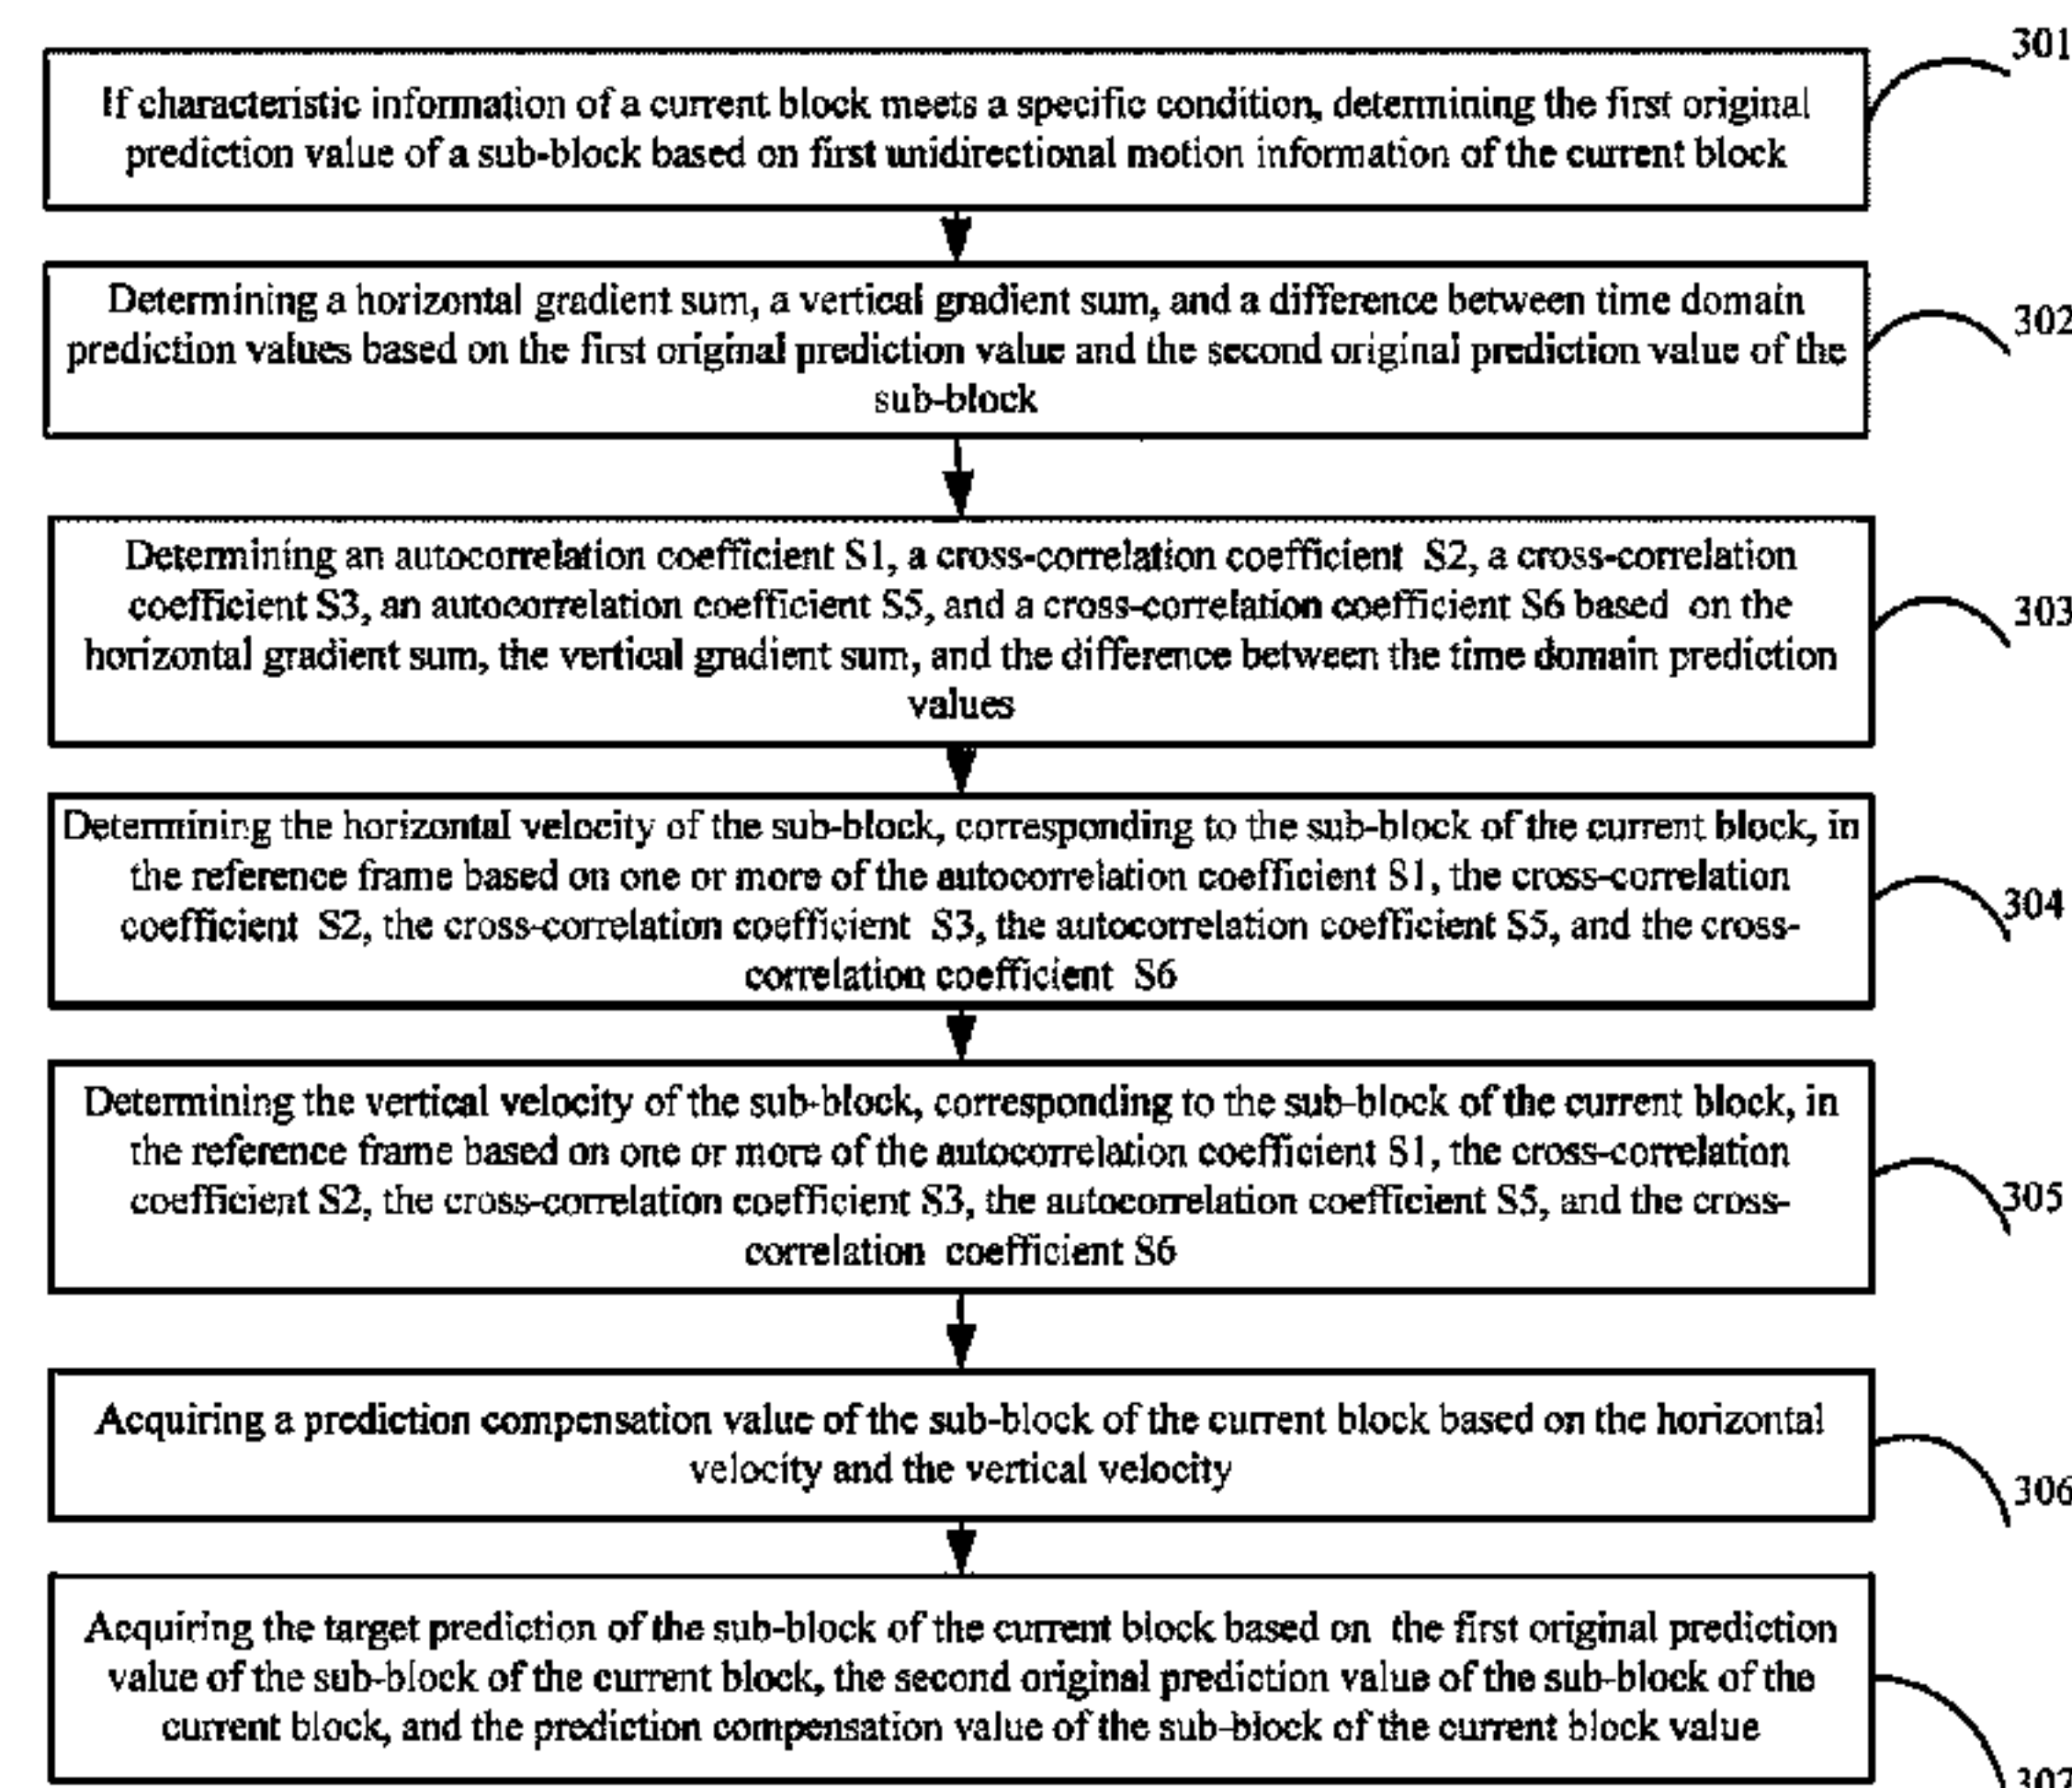 301
If characteristic information of a current block meets a specific condition, determining the first original
prediction value of a sub-block based on first unidirectional motion information of the current block
302
Determining a horizontal gradient sum, a vertical gradient sum, and a difference between time domain
prediction values based on the first original prediction value and the second original prediction value of the
sub-block
303
Determining an autocorrelation coefficient S1, a cross-correlation coefficient S2, a cross-correlation
coefficient S3, an autocorrelation coefficient S5, and a cross-correlation coefficient S6 based on the
horizontal gradient sum, the vertical gradient sum, and the difference between the time domain prediction
values
304
Determining the horizontal velocity of the sub-block, corresponding to the sub-block of the current block, in
the reference frame based on one or more of the autocorrelation coefficient S1, the cross-correlation
coefficient S2, the cross-correlation coefficient S3, the autocorrelation coefficient S5, and the cross-
correlation coefficient S6
305
Determining the vertical velocity of the sub-block, corresponding to the sub-block of the current block, in
the reference frame based on one or more of the autocorrelation coefficient S1, the cross-correlation
coefficient S2, the cross-correlation coefficient S3, the autocorrelation coefficient S5, and the cross-
correlation coefficient S6
306
Acquiring a prediction compensation value of the sub-block of the current block based on the horizontal
velocity and the vertical velocity
Acquiring the target prediction of the sub-block of the current block based on the first original prediction
value of the sub-block of the current block, the second original prediction value of the sub-block of the
current block, and the prediction compensation value of the sub-block of the current block value